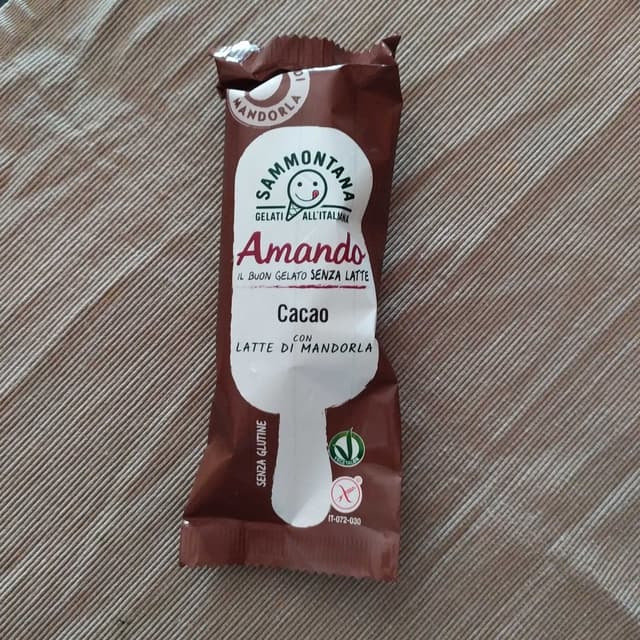 MANDORLA
SAMMONTANA
GELATI ALL'ITALIANA
Amando
IL BUON GELATO SENZA LATTE
Cacao
CON
LATTE DI MANDORLA
SENZA GLUTINE
IT-072-030